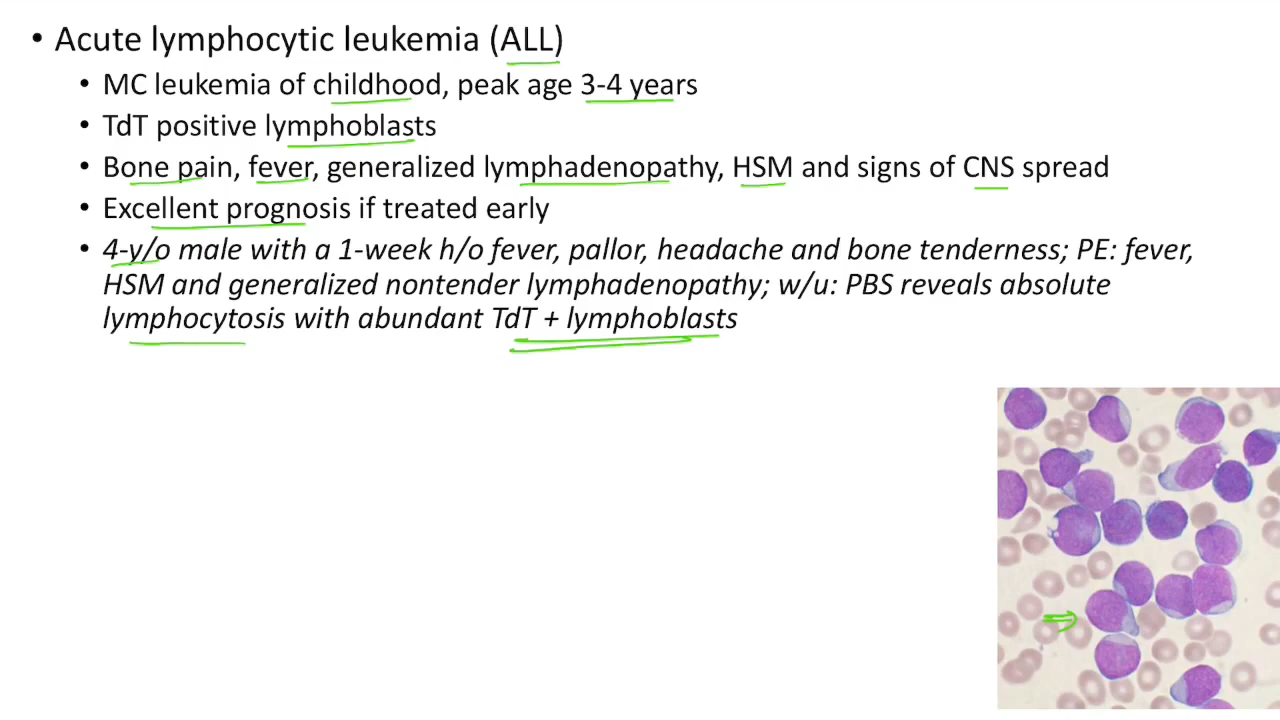 • Acute lymphocytic leukemia (ALL)
• MC leukemia of childhood, peak age 3-4 years
• TdT positive lymphoblasts
• Bone pain, fever, generalized lymphadenopathy, HSM and signs of CNS spread
• Excellent prognosis if treated early
• 4-y/o male with a 1-week h/o fever, pallor, headache and bone tenderness; PE: fever,
HSM and generalized nontender lymphadenopathy; w/u: PBS reveals absolute
lymphocytosis with abundant TdT + lymphoblasts